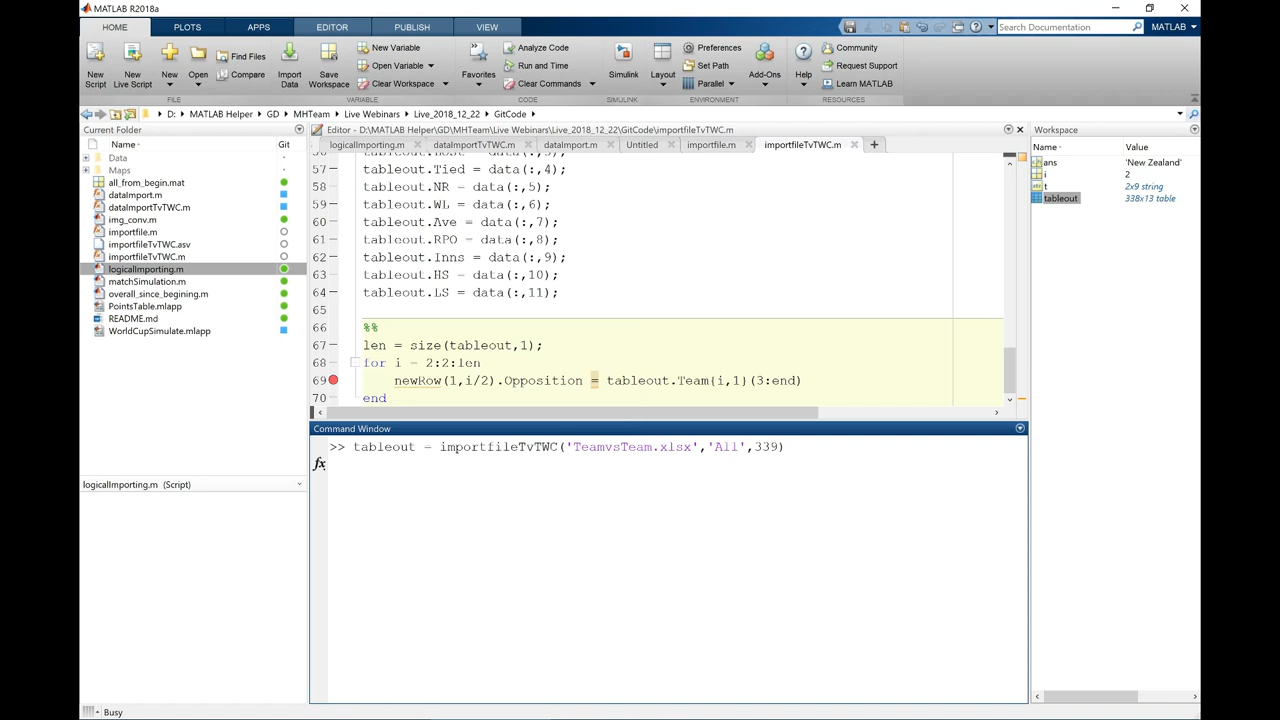 MATLAB R2018a
HOME PLOTS APPS EDITOR PUBLISH VIEW Search Documentation MATLAB
New Script
New Live Script
New
Open
Find Files
Compare
Import Data
Save Workspace
New Variable
Open Variable
Clear Workspace
Favorites
Analyze Code
Run and Time
Clear Commands
Simulink
Layout
Preferences
Set Path
Parallel
Add-Ons
Help
Community
Request Support
Learn MATLAB
FILE VARIABLE CODE SIMULINK ENVIRONMENT RESOURCES
D: MATLAB Helper GD MHTeam Live Webinars Live_2018_12_22 GitCode
Current Folder
Name Git
Data
Maps
all_from_begin.mat
dataImport.m
dataImportTvTWC.m
img_conv.m
importfile.m
importfileTvTWC.asv
importfileTvTWC.m
logicalImporting.m
matchSimulation.m
overall_since_begining.m
PointsTable.mlapp
README.md
WorldCupSimulate.mlapp
logicalImporting.m (Script)
Editor - D:\MATLAB Helper\GD\MHTeam\Live Webinars\Live_2018_12_22\GitCode\importfileTvTWC.m
logicalImporting.m dataImportTvTWC.m dataImport.m Untitled importfile.m importfileTvTWC.m
57 tableout.Tied = data(:,4);
58 tableout.NR = data(:,5);
59 tableout.WL = data(:,6);
60 tableout.Ave = data(:,7);
61 tableout.RPO = data(:,8);
62 tableout.Inns = data(:,9);
63 tableout.HS = data(:,10);
64 tableout.LS = data(:,11);
65
66 %%
67 len = size(tableout,1);
68 for i = 2:2:len
69 newRow(1,i/2).Opposition = tableout.Team{i,1}(3:end)
70 end
Command Window
>> tableout = importfileTvTWC('TeamvsTeam.xlsx','All',339)
fx
Workspace
Name Value
ans 'New Zealand'
i 2
t 2x9 string
tableout 338x13 table
Busy